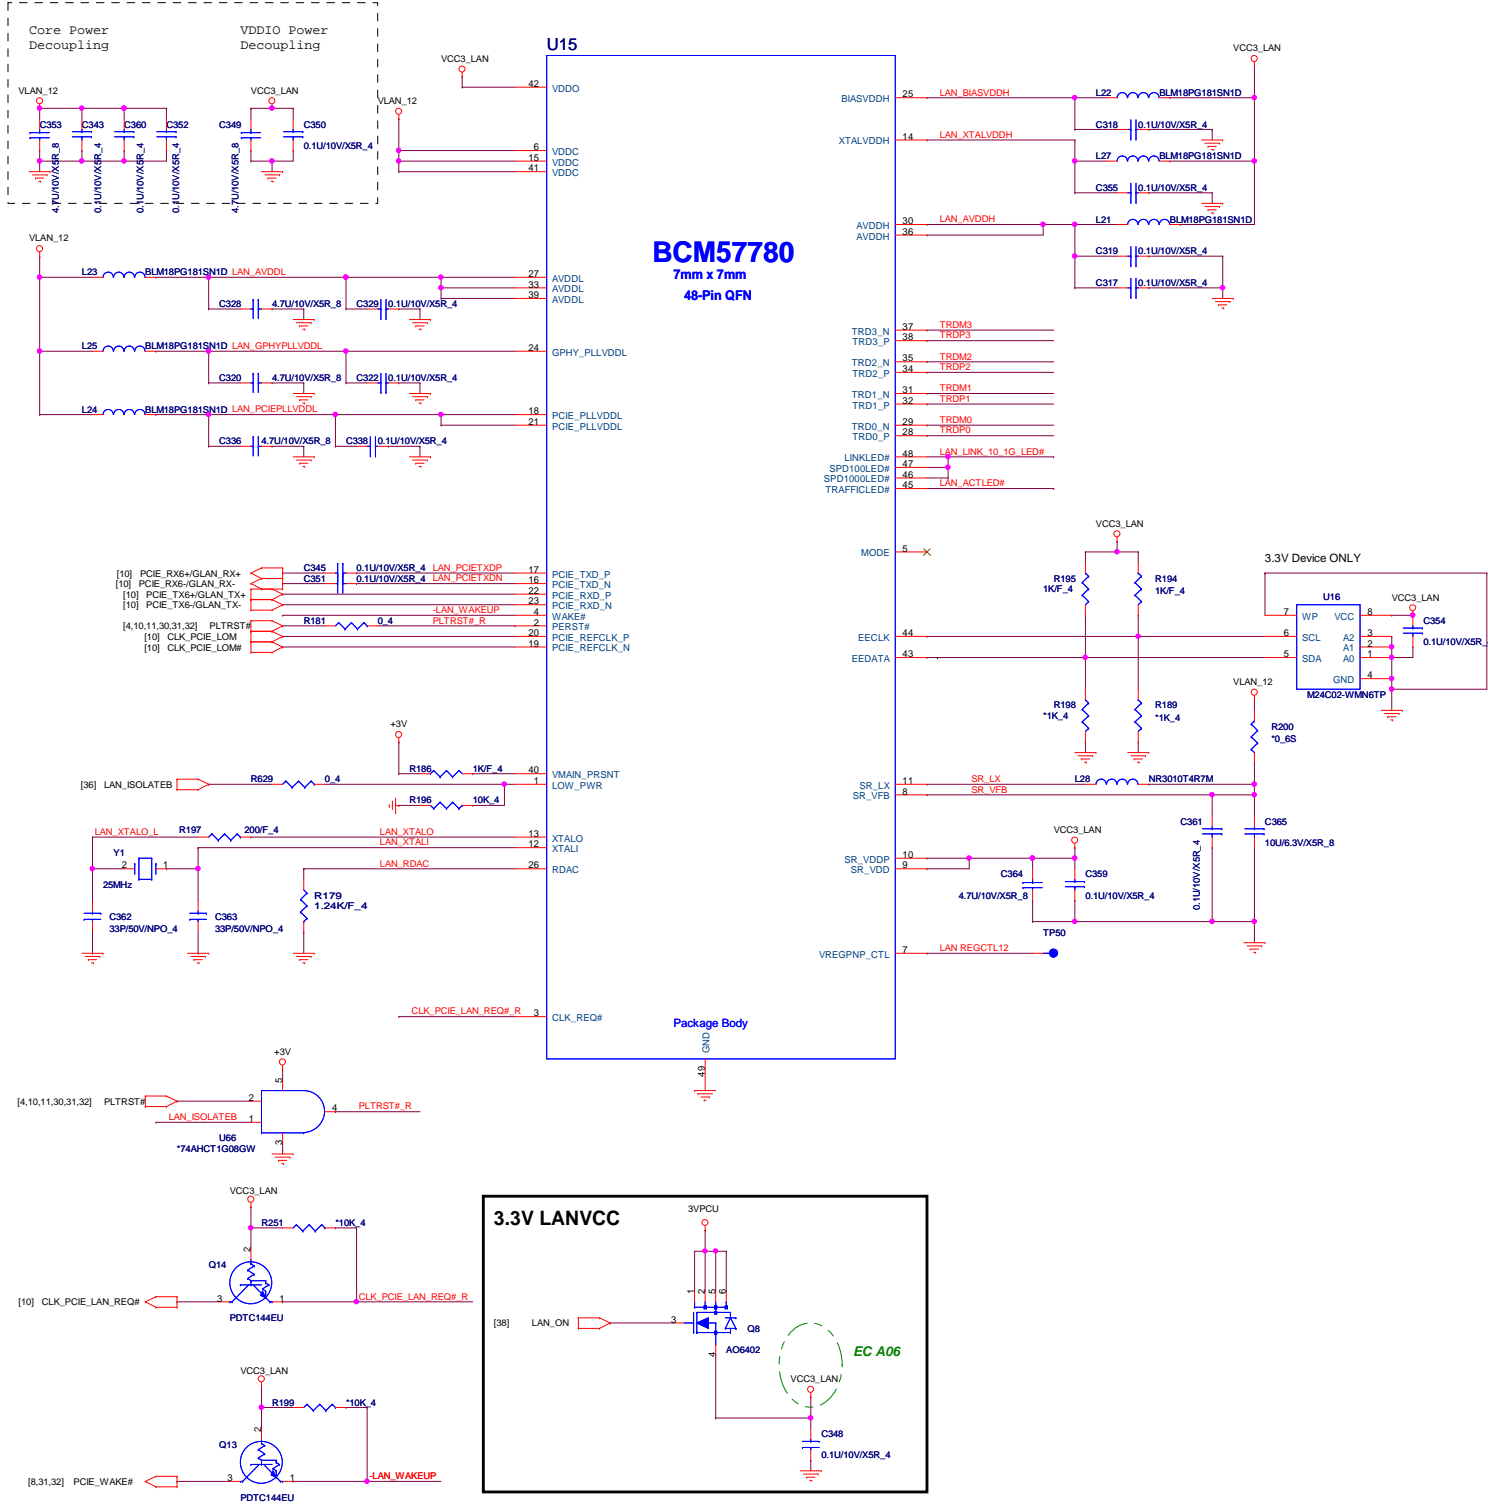 Core Power
Decoupling
VDDIO Power
Decoupling
VLAN_12
C353
4.7U/10V/X5R_8
C343
0.1U/10V/X5R_4
C360
0.1U/10V/X5R_4
C352
0.1U/10V/X5R_4
VCC3_LAN
C349
4.7U/10V/X5R_8
C350
0.1U/10V/X5R_4
U15
BCM57780
7mm x 7mm
48-Pin QFN
Package Body
VCC3_LAN
42 VDDO
VLAN_12
6 VDDC
15 VDDC
41 VDDC
VLAN_12
L23 BLM18PG181SN1D LAN_AVDDL
27 AVDDL
33 AVDDL
39 AVDDL
C328 4.7U/10V/X5R_8
C329 0.1U/10V/X5R_4
L25 BLM18PG181SN1D LAN_GPHYPLLVDDL
24 GPHY_PLLVDDL
C320 4.7U/10V/X5R_8
C322 0.1U/10V/X5R_4
L24 BLM18PG181SN1D LAN_PCIEPLLVDDL
18 PCIE_PLLVDDL
21 PCIE_PLLVDDL
C336 4.7U/10V/X5R_8
C338 0.1U/10V/X5R_4
[10] PCIE_RX6+/GLAN_RX+ C345 0.1U/10V/X5R_4 LAN_PCIETXDP 17 PCIE_TXD_P
[10] PCIE_RX6-/GLAN_RX- C351 0.1U/10V/X5R_4 LAN_PCIETXDN 16 PCIE_TXD_N
[10] PCIE_TX6+/GLAN_TX+ 22 PCIE_RXD_P
[10] PCIE_TX6-/GLAN_TX- 23 PCIE_RXD_N
-LAN_WAKEUP 4 WAKE#
[4,10,11,30,31,32] PLTRST# R181 0_4 PLTRST#_R 2 PERST#
[10] CLK_PCIE_LOM 20 PCIE_REFCLK_P
[10] CLK_PCIE_LOM# 19 PCIE_REFCLK_N
+3V
R186 1K/F_4 40 VMAIN_PRSNT
[36] LAN_ISOLATEB R629 0_4 1 LOW_PWR
R196 10K_4
LAN_XTALO_L R197 200/F_4 LAN_XTALO 13 XTALO
LAN_XTALI 12 XTALI
Y1
2 1
25MHz
LAN_RDAC 26 RDAC
C362
33P/50V/NPO_4
C363
33P/50V/NPO_4
R179
1.24K/F_4
CLK_PCIE_LAN_REQ#_R 3 CLK_REQ#
GND
49
VCC3_LAN
BIASVDDH 25 LAN_BIASVDDH L22 BLM18PG181SN1D
C318 0.1U/10V/X5R_4
XTALVDDH 14 LAN_XTALVDDH
L27 BLM18PG181SN1D
C355 0.1U/10V/X5R_4
AVDDH 30 LAN_AVDDH L21 BLM18PG181SN1D
AVDDH 36
C319 0.1U/10V/X5R_4
C317 0.1U/10V/X5R_4
TRD3_N 37 TRDM3
TRD3_P 38 TRDP3
TRD2_N 35 TRDM2
TRD2_P 34 TRDP2
TRD1_N 31 TRDM1
TRD1_P 32 TRDP1
TRD0_N 29 TRDM0
TRD0_P 28 TRDP0
LINKLED# 48 LAN_LINK_10_1G_LED#
SPD100LED# 47
SPD1000LED# 46
TRAFFICLED# 45 LAN_ACTLED#
MODE 5
VCC3_LAN
R195
1K/F_4
R194
1K/F_4
EECLK 44
EEDATA 43
R198
*1K_4
R189
*1K_4
3.3V Device ONLY
U16
7 WP VCC 8
6 SCL A2 3
A1 2
5 SDA A0 1
GND 4
M24C02-WMN6TP
VCC3_LAN
C354
0.1U/10V/X5R_
VLAN_12
R200
*0_6S
SR_LX 11 SR_LX L28 NR3010T4R7M
SR_VFB 8 SR_VFB
C361
0.1U/10V/X5R_4
C365
10U/6.3V/X5R_8
VCC3_LAN
SR_VDDP 10
SR_VDD 9
C364
4.7U/10V/X5R_8
C359
0.1U/10V/X5R_4
TP50
VREGPNP_CTL 7 LAN REGCTL12
+3V
5
[4,10,11,30,31,32] PLTRST# 2
LAN_ISOLATEB 1
4 PLTRST#_R
3
U66
*74AHCT1G08GW
VCC3_LAN
R251 *10K_4
2
Q14
[10] CLK_PCIE_LAN_REQ# 3 1 CLK_PCIE_LAN_REQ#_R
PDTC144EU
VCC3_LAN
R199 *10K_4
2
Q13
[8,31,32] PCIE_WAKE# 3 1 -LAN_WAKEUP
PDTC144EU
3.3V LANVCC
3VPCU
1 2 5 6
[38] LAN_ON 3
Q8
AO6402
4
EC A06
VCC3_LAN
C348
0.1U/10V/X5R_4